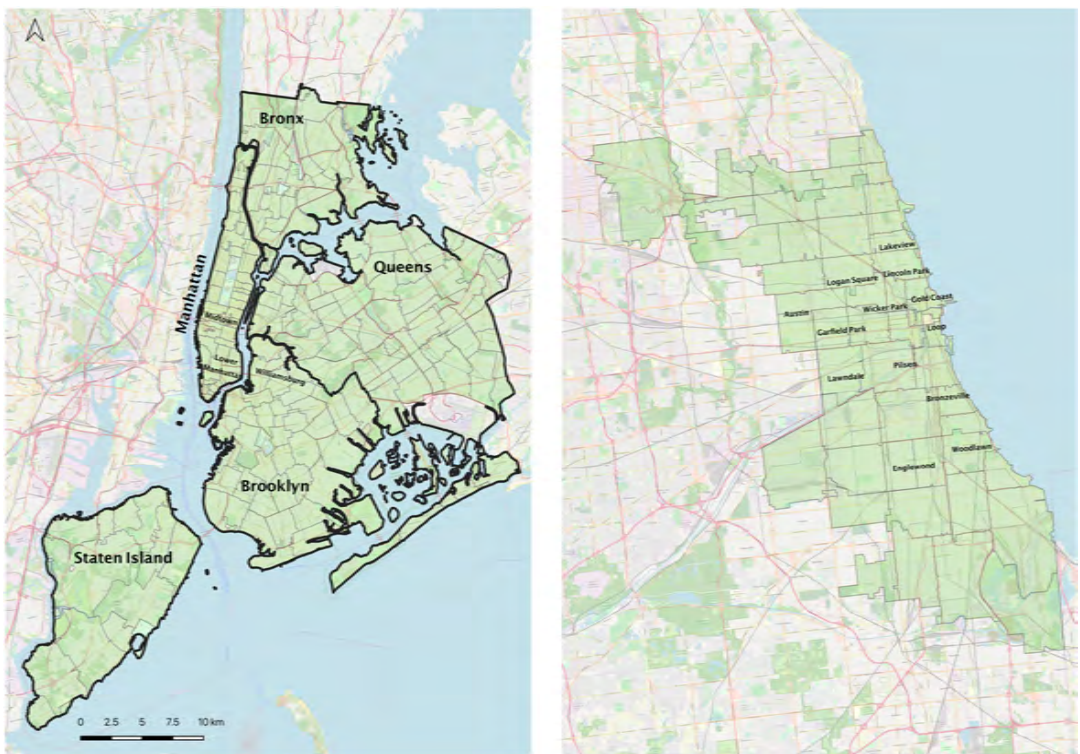 Bronx
Queens
Manhattan
Midtown
Lower
Manhattan
Williamsburg
Brooklyn
Staten Island
0 2.5 5 7.5 10 km
Lakeview
Lincoln Park
Logan Square
Gold Coast
Wicker Park
Austin
Loop
Garfield Park
Pilsen
Lawndale
Bronzeville
Woodlawn
Englewood